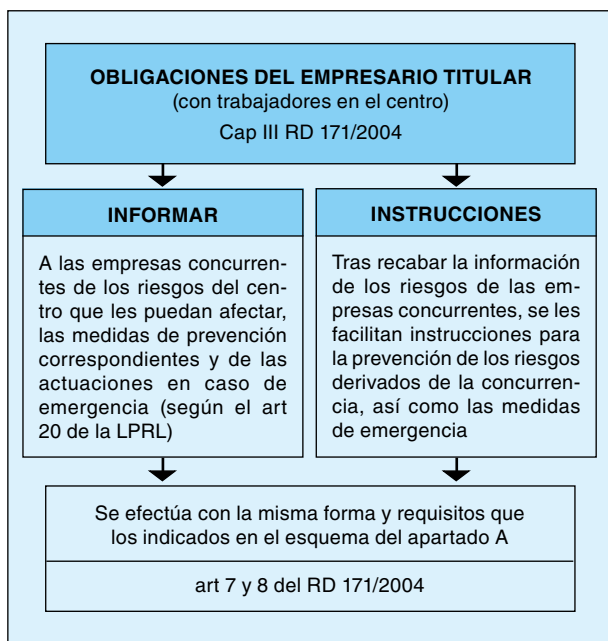 OBLIGACIONES DEL EMPRESARIO TITULAR
(con trabajadores en el centro)
Cap III RD 171/2004
INFORMAR
A las empresas concurren-
tes de los riesgos del cen-
tro que les puedan afectar,
las medidas de prevención
correspondientes y de las
actuaciones en caso de
emergencia (según el art
20 de la LPRL)
INSTRUCCIONES
Tras recabar la información
de los riesgos de las em-
presas concurrentes, se les
facilitan instrucciones para
la prevención de los riesgos
derivados de la concurren-
cia, así como las medidas
de emergencia
Se efectúa con la misma forma y requisitos que
los indicados en el esquema del apartado A
art 7 y 8 del RD 171/2004